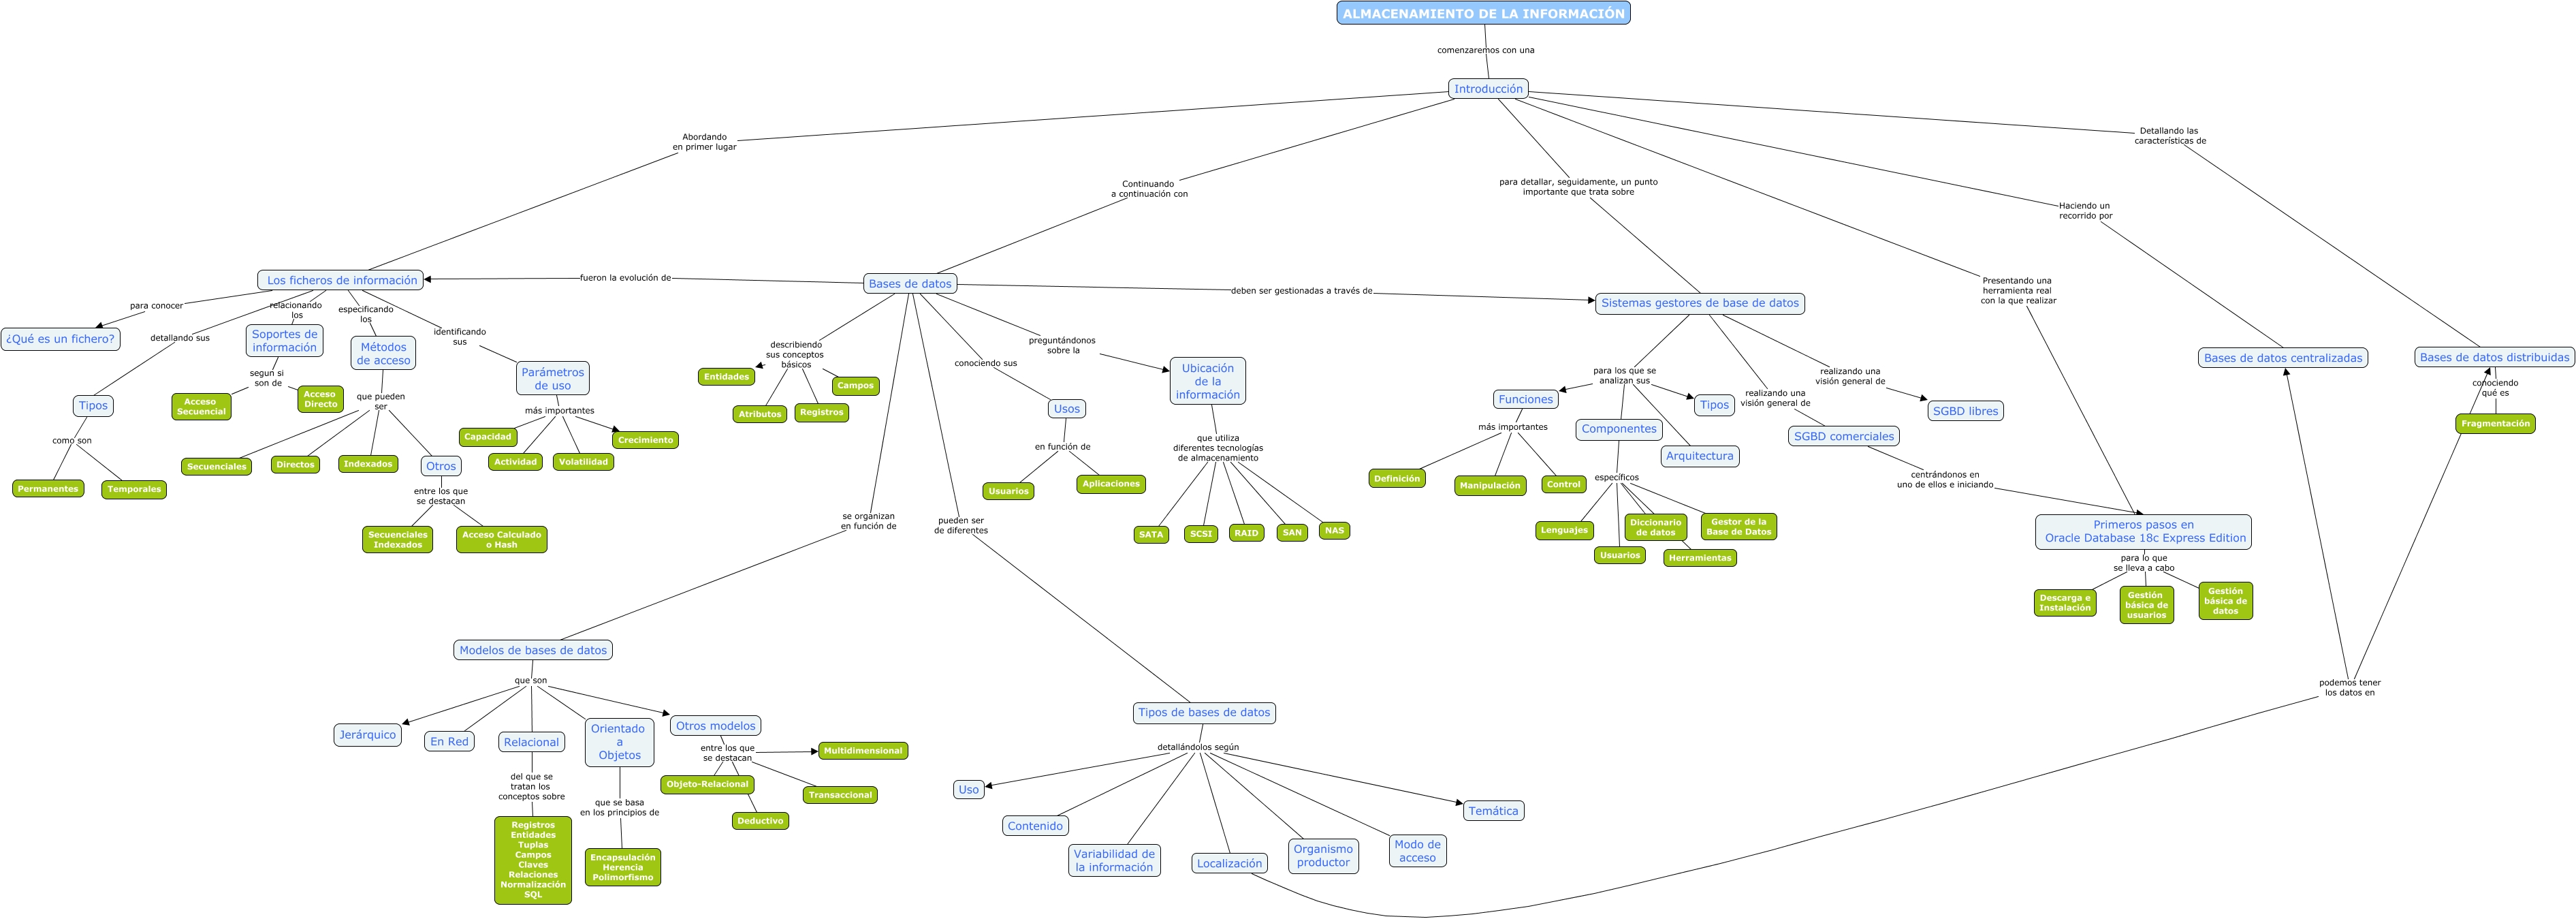 ALMACENAMIENTO DE LA INFORMACIÓN
comenzaremos con una
Introducción
Abordando
en primer lugar
Continuando
a continuación con
para detallar, seguidamente, un punto
importante que trata sobre
Presentando una
herramienta real
con la que realizar
Haciendo un
recorrido por
Detallando las
características de
Los ficheros de información
fueron la evolución de
Bases de datos
deben ser gestionadas a través de
Sistemas gestores de base de datos
para conocer
¿Qué es un fichero?
detallando sus
Tipos
como son
Permanentes
Temporales
relacionando
los
Soportes de
información
segun si
son de
Acceso
Secuencial
Acceso
Directo
especificando
los
Métodos
de acceso
que pueden
ser
Secuenciales
Directos
Indexados
Otros
entre los que
se destacan
Secuenciales
Indexados
Acceso Calculado
o Hash
identificando
sus
Parámetros
de uso
más importantes
Capacidad
Actividad
Volatilidad
Crecimiento
describiendo
sus conceptos
básicos
Entidades
Atributos
Registros
Campos
conociendo sus
Usos
en función de
Usuarios
Aplicaciones
preguntándonos
sobre la
Ubicación
de la
información
que utiliza
diferentes tecnologías
de almacenamiento
SATA
SCSI
RAID
SAN
NAS
para los que se
analizan sus
Funciones
más importantes
Definición
Manipulación
Control
Componentes
específicos
Lenguajes
Usuarios
Diccionario
de datos
Herramientas
Gestor de la
Base de Datos
Arquitectura
Tipos
realizando una
visión general de
SGBD comerciales
realizando una
visión general de
SGBD libres
centrándonos en
uno de ellos e iniciando
Primeros pasos en
Oracle Database 18c Express Edition
para lo que
se lleva a cabo
Descarga e
Instalación
Gestión
básica de
usuarios
Gestión
básica de
datos
Bases de datos centralizadas
Bases de datos distribuidas
conociendo
qué es
Fragmentación
podemos tener
los datos en
se organizan
en función de
Modelos de bases de datos
que son
Jerárquico
En Red
Relacional
del que se
tratan los
conceptos sobre
Registros
Entidades
Tuplas
Campos
Claves
Relaciones
Normalización
SQL
Orientado
a
Objetos
que se basa
en los principios de
Encapsulación
Herencia
Polimorfismo
Otros modelos
entre los que
se destacan
Objeto-Relacional
Deductivo
Transaccional
Multidimensional
pueden ser
de diferentes
Tipos de bases de datos
detallándolos según
Uso
Contenido
Variabilidad de
la información
Localización
Organismo
productor
Modo de
acceso
Temática